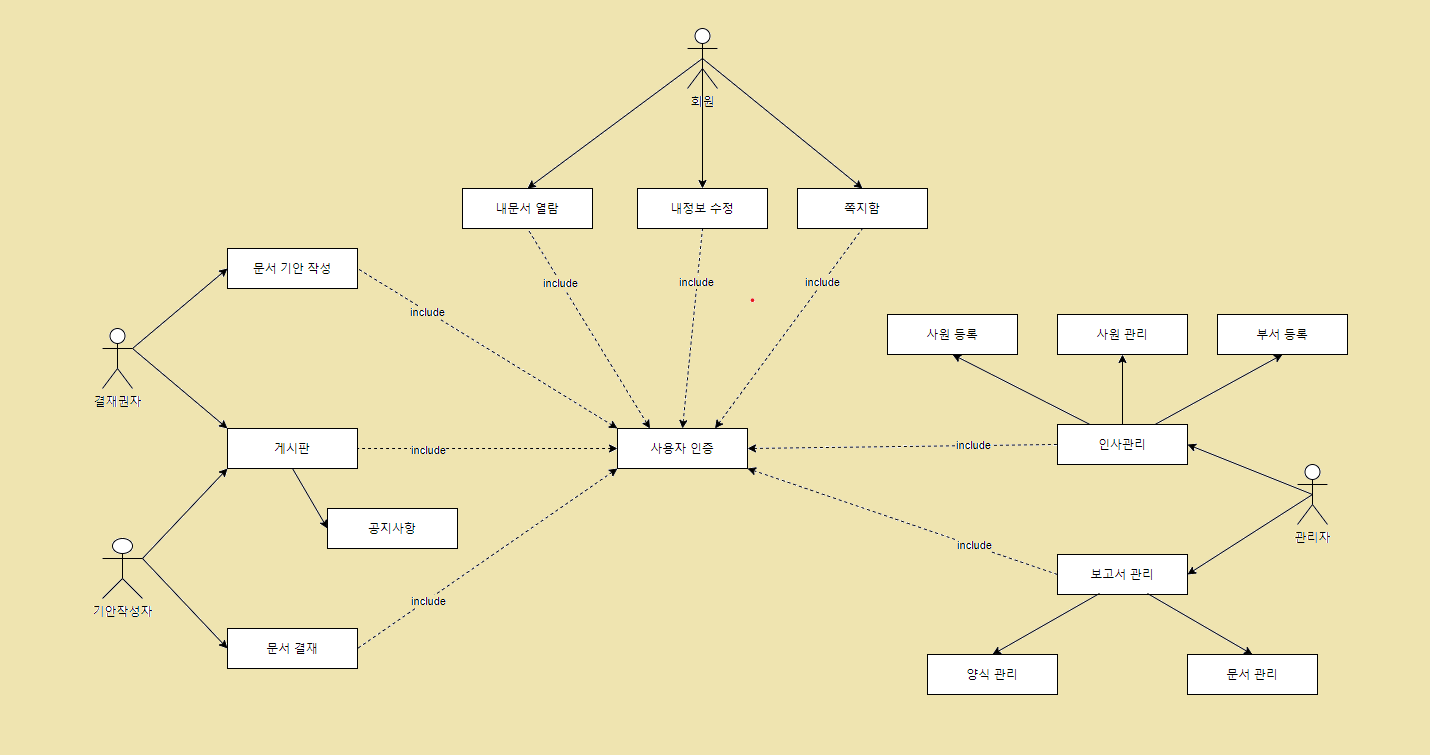 회원
내문서 열람
내정보 수정
쪽지함
문서 기안 작성
include
include
include
include
사원 등록
사원 관리
부서 등록
결재권자
게시판
include
사용자 인증
include
인사관리
공지사항
관리자
include
보고서 관리
기안작성자
include
문서 결재
양식 관리
문서 관리